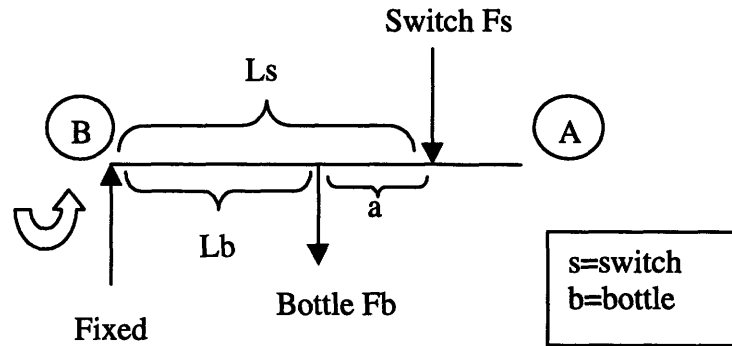 Switch Fs
Ls
B
A
a
Lb
s=switch
b=bottle
Bottle Fb
Fixed